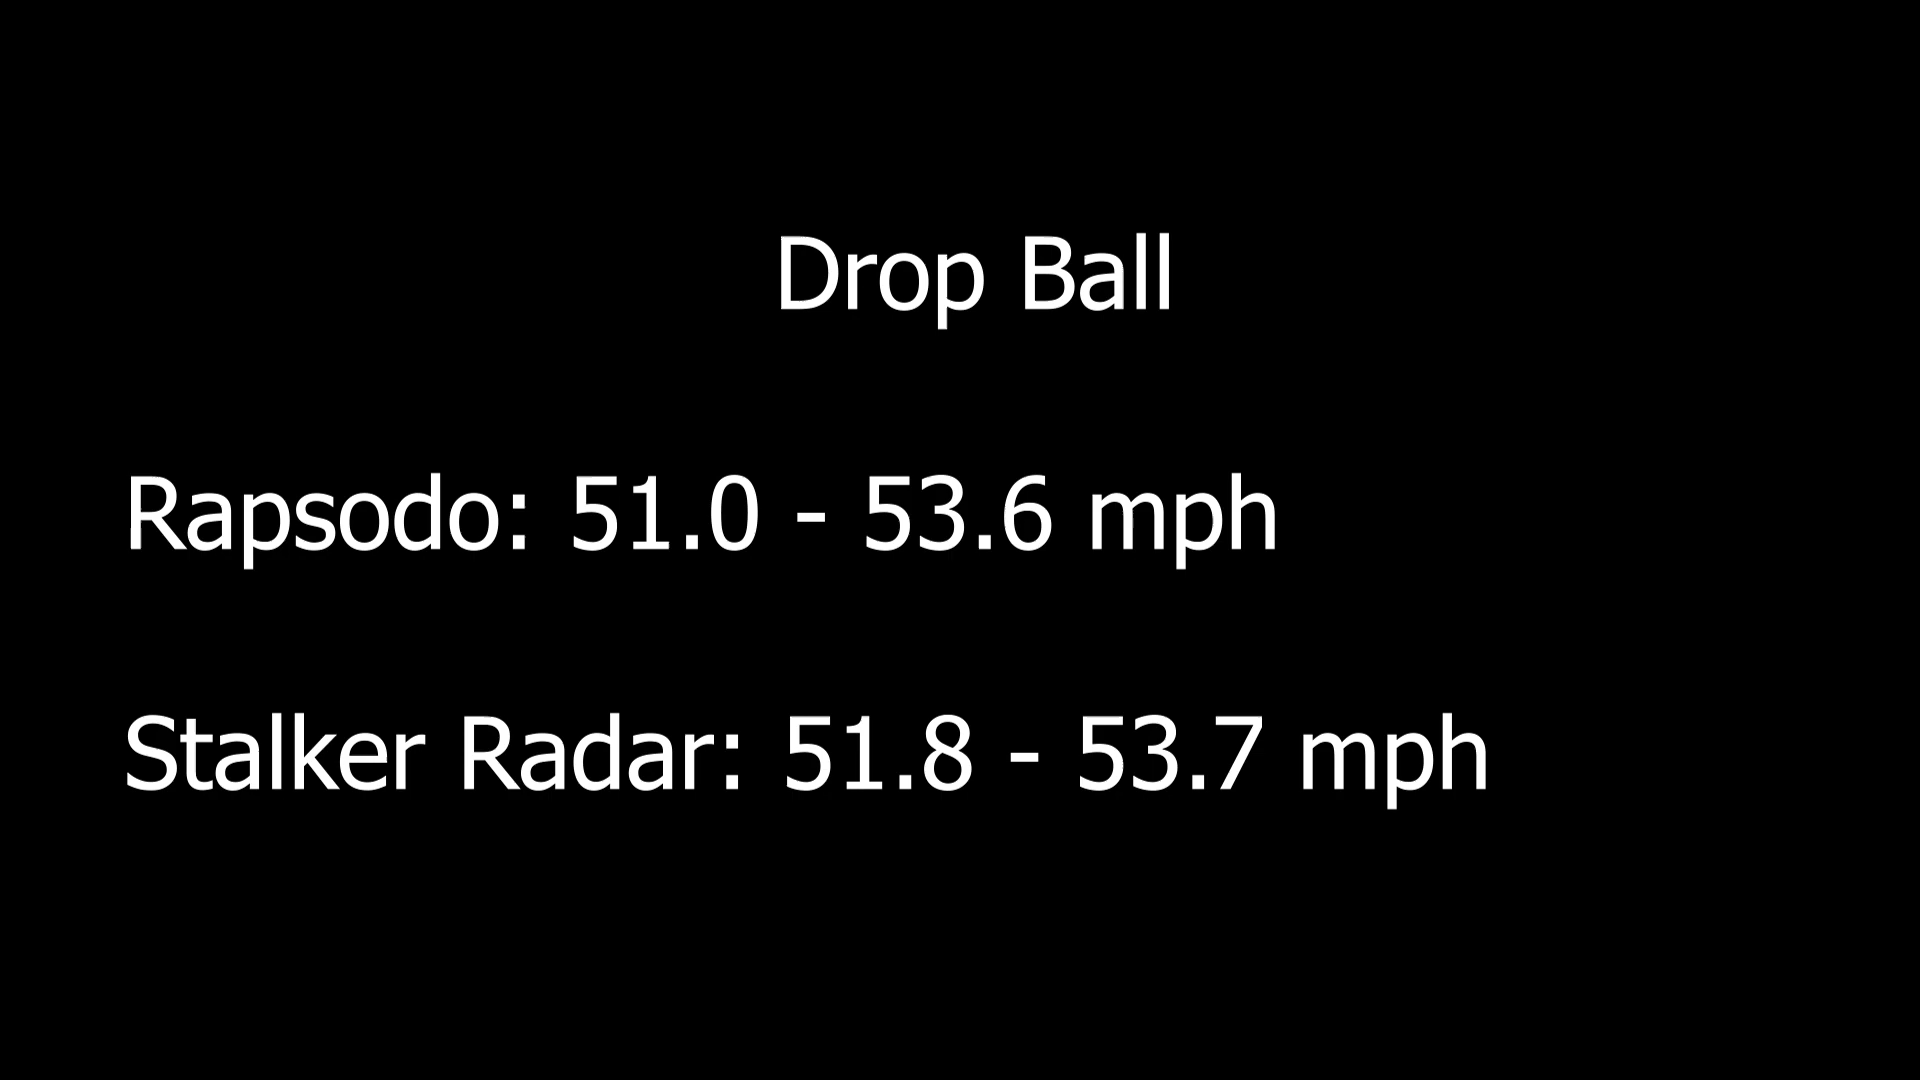 Drop Ball
Rapsodo: 51.0 - 53.6 mph
Stalker Radar: 51.8 - 53.7 mph